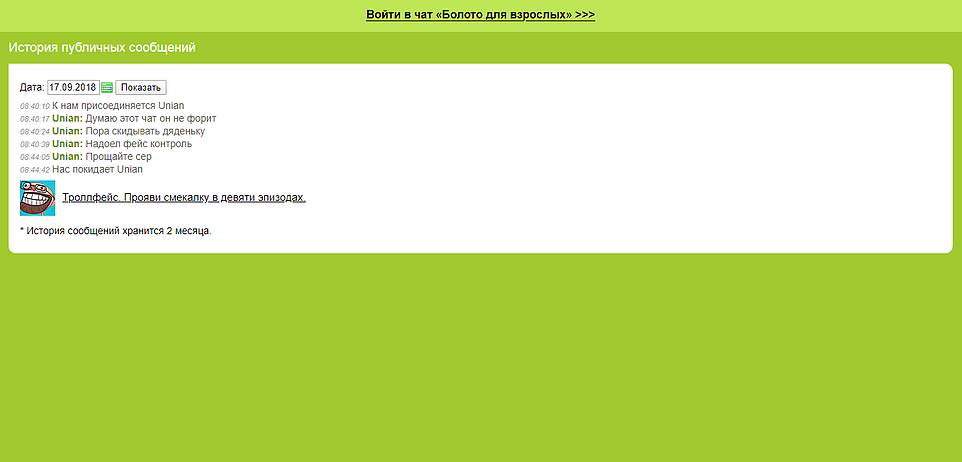 Войти в чат «Болото для взрослых» >>>
История публичных сообщений
Дата: 17.09.2018 Показать
08:40:10 К нам присоединяется Unian
08:40:17 Unian: Думаю этот чат он не форит
08:40:24 Unian: Пора скидывать дяденьку
08:40:39 Unian: Надоел фейс контроль
08:44:05 Unian: Прощайте сер
08:44:42 Нас покидает Unian
Троллфейс. Прояви смекалку в девяти эпизодах.
* История сообщений хранится 2 месяца.